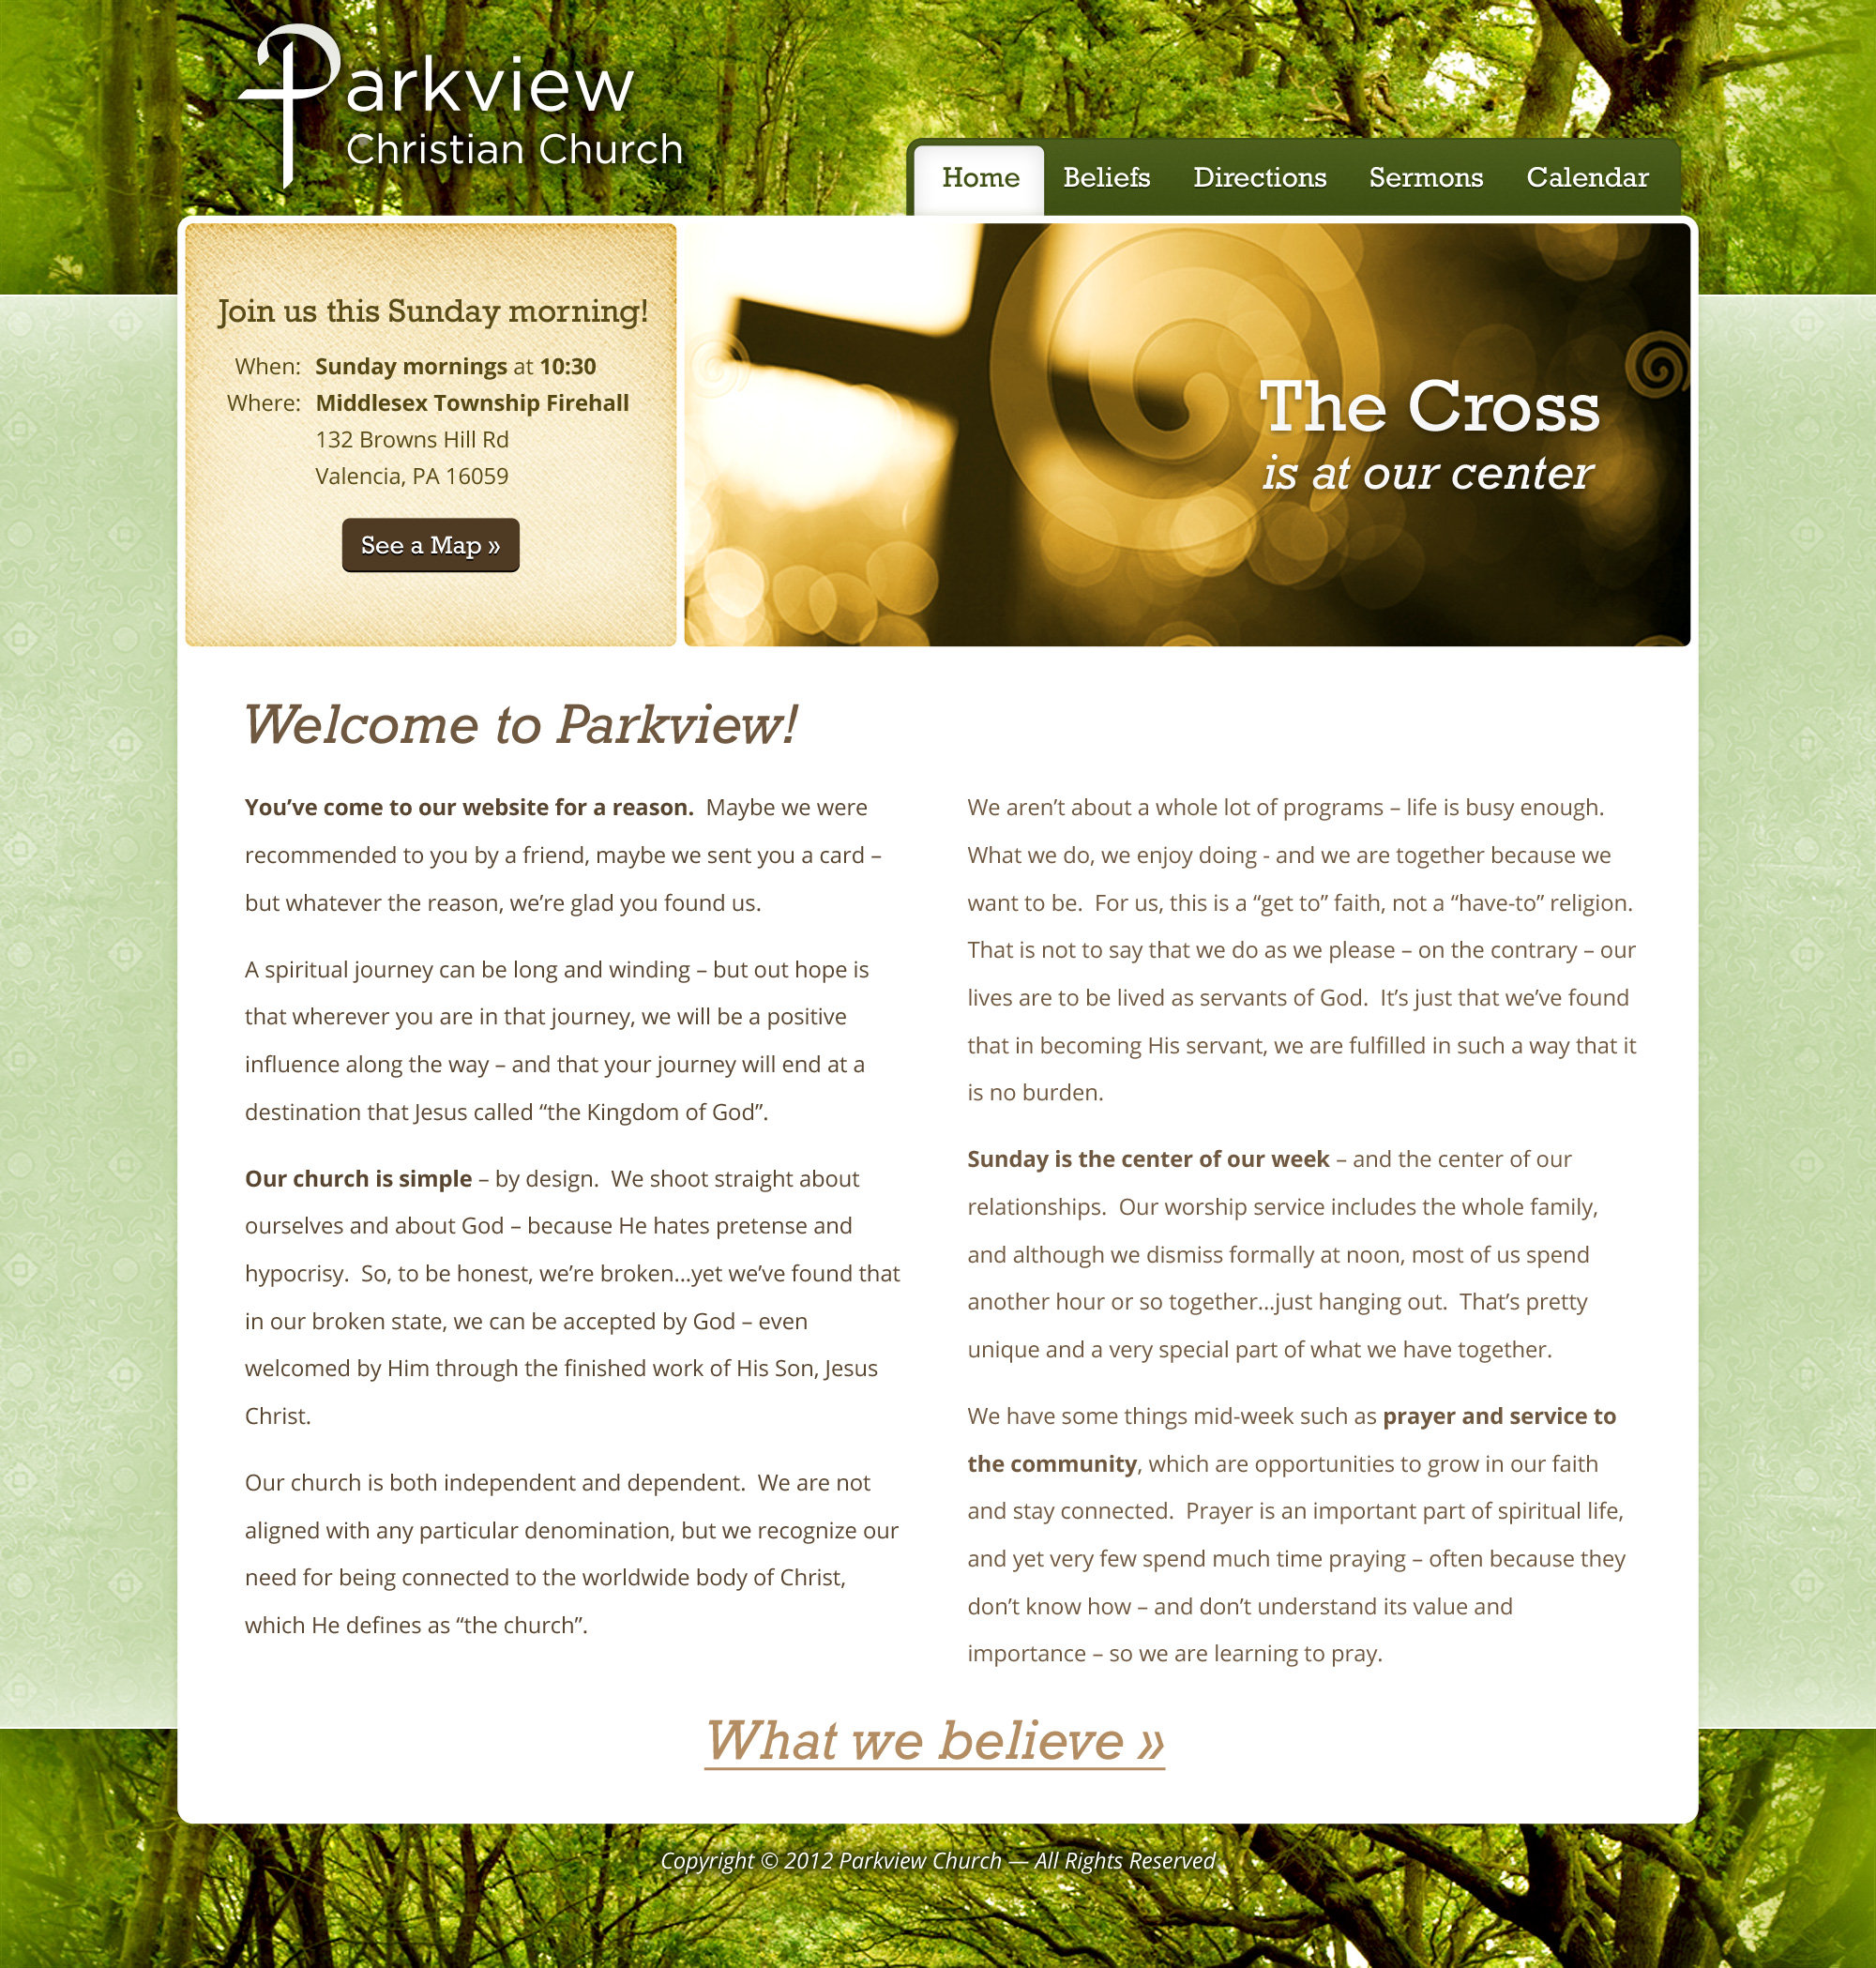 Parkview
Christian Church
Home Beliefs Directions Sermons Calendar
Join us this Sunday morning!
When: Sunday mornings at 10:30
Where: Middlesex Township Firehall
132 Browns Hill Rd
Valencia, PA 16059
See a Map »
The Cross
is at our center
Welcome to Parkview!
You’ve come to our website for a reason.  Maybe we were
recommended to you by a friend, maybe we sent you a card –
but whatever the reason, we’re glad you found us.
A spiritual journey can be long and winding – but out hope is
that wherever you are in that journey, we will be a positive
influence along the way – and that your journey will end at a
destination that Jesus called “the Kingdom of God”.
Our church is simple – by design.  We shoot straight about
ourselves and about God – because He hates pretense and
hypocrisy.  So, to be honest, we’re broken…yet we’ve found that
in our broken state, we can be accepted by God – even
welcomed by Him through the finished work of His Son, Jesus
Christ.
Our church is both independent and dependent.  We are not
aligned with any particular denomination, but we recognize our
need for being connected to the worldwide body of Christ,
which He defines as “the church”.
We aren’t about a whole lot of programs – life is busy enough.
What we do, we enjoy doing - and we are together because we
want to be.  For us, this is a “get to” faith, not a “have-to” religion.
That is not to say that we do as we please – on the contrary – our
lives are to be lived as servants of God.  It’s just that we’ve found
that in becoming His servant, we are fulfilled in such a way that it
is no burden.
Sunday is the center of our week – and the center of our
relationships.  Our worship service includes the whole family,
and although we dismiss formally at noon, most of us spend
another hour or so together…just hanging out.  That’s pretty
unique and a very special part of what we have together.
We have some things mid-week such as prayer and service to
the community, which are opportunities to grow in our faith
and stay connected.  Prayer is an important part of spiritual life,
and yet very few spend much time praying – often because they
don’t know how – and don’t understand its value and
importance – so we are learning to pray.
What we believe »
Copyright © 2012 Parkview Church — All Rights Reserved